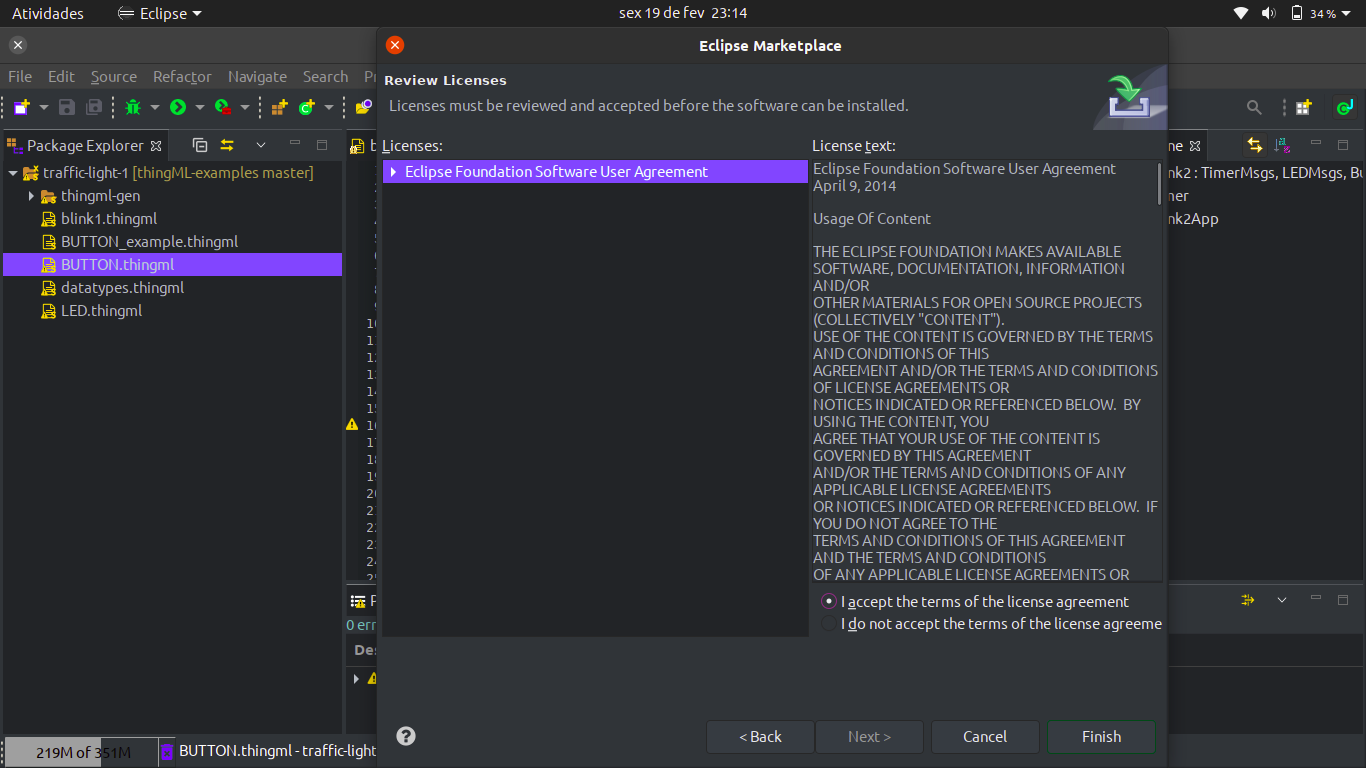 Atividades
Eclipse
sex 19 de fev 23:14
34 %
Eclipse Marketplace
File Edit Source Refactor Navigate Search
Review Licenses
Licenses must be reviewed and accepted before the software can be installed.
Package Explorer
traffic-light-1 [thingML-examples master]
thingml-gen
blink1.thingml
BUTTON_example.thingml
BUTTON.thingml
datatypes.thingml
LED.thingml
Licenses:
Eclipse Foundation Software User Agreement
License text:
Eclipse Foundation Software User Agreement
April 9, 2014
Usage Of Content
THE ECLIPSE FOUNDATION MAKES AVAILABLE
SOFTWARE, DOCUMENTATION, INFORMATION
AND/OR
OTHER MATERIALS FOR OPEN SOURCE PROJECTS
(COLLECTIVELY "CONTENT").
USE OF THE CONTENT IS GOVERNED BY THE TERMS
AND CONDITIONS OF THIS
AGREEMENT AND/OR THE TERMS AND CONDITIONS
OF LICENSE AGREEMENTS OR
NOTICES INDICATED OR REFERENCED BELOW. BY
USING THE CONTENT, YOU
AGREE THAT YOUR USE OF THE CONTENT IS
GOVERNED BY THIS AGREEMENT
AND/OR THE TERMS AND CONDITIONS OF ANY
APPLICABLE LICENSE AGREEMENTS
OR NOTICES INDICATED OR REFERENCED BELOW. IF
YOU DO NOT AGREE TO THE
TERMS AND CONDITIONS OF THIS AGREEMENT
AND THE TERMS AND CONDITIONS
OF ANY APPLICABLE LICENSE AGREEMENTS OR
I accept the terms of the license agreement
I do not accept the terms of the license agreeme
nk2 : TimerMsgs, LEDMsgs, Bu
mer
nk2App
0 err
Des
< Back
Next >
Cancel
Finish
219M of 351M
BUTTON.thingml - traffic-light